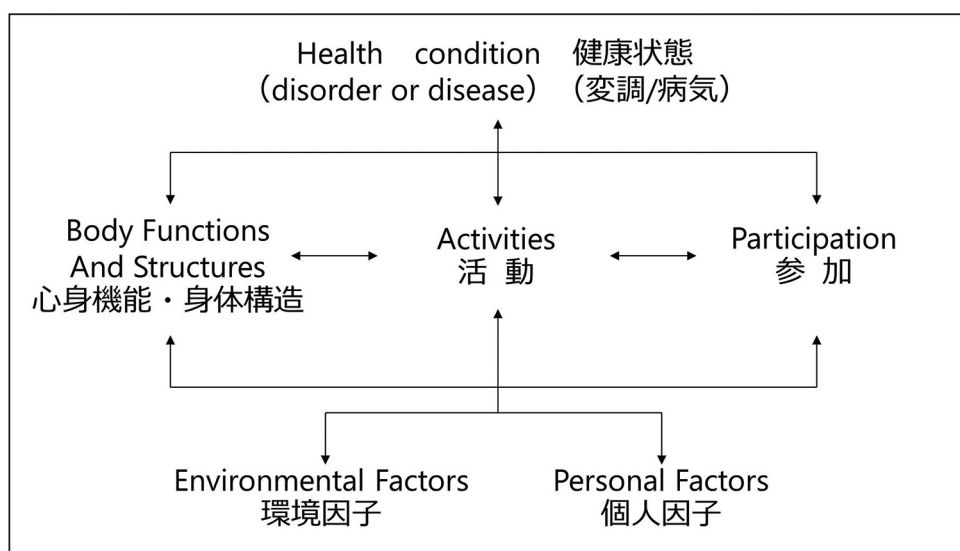 Health condition 健康状態
（disorder or disease）（変調/病気）
Body Functions
And Structures
心身機能・身体構造
Activities
活 動
Participation
参 加
Environmental Factors
環境因子
Personal Factors
個人因子